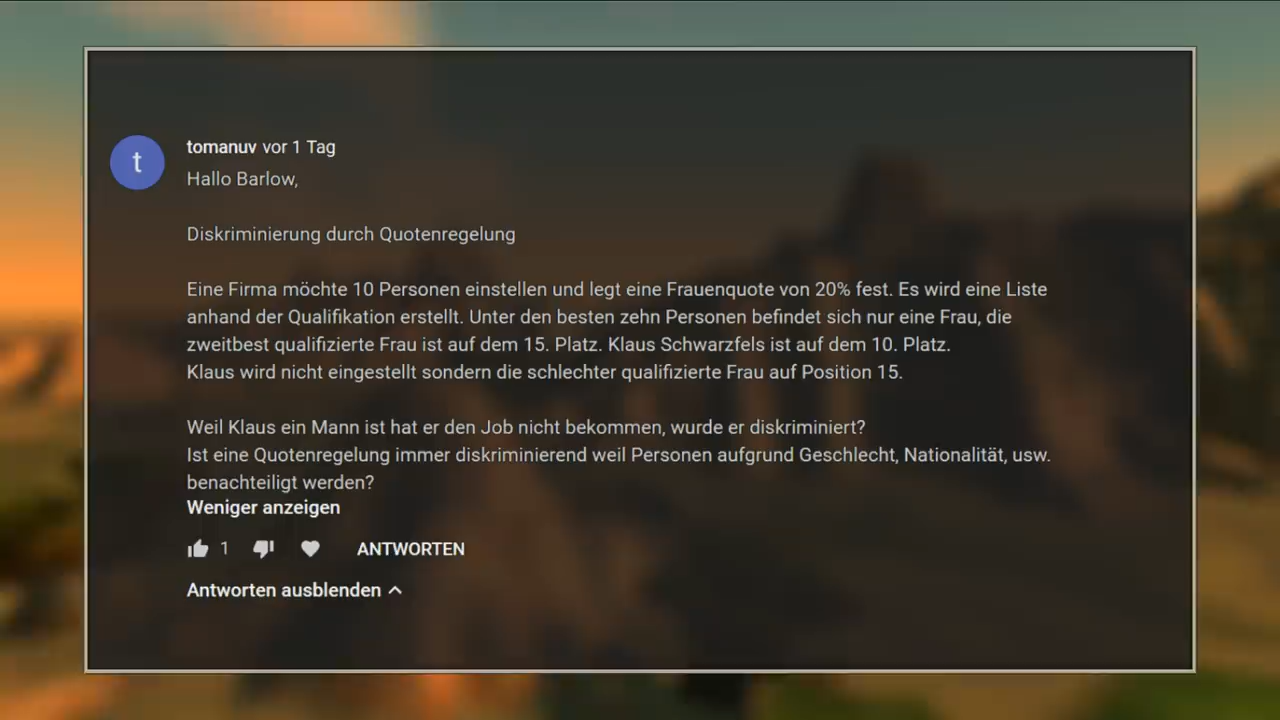 t
tomanuv vor 1 Tag
Hallo Barlow,
Diskriminierung durch Quotenregelung
Eine Firma möchte 10 Personen einstellen und legt eine Frauenquote von 20% fest. Es wird eine Liste
anhand der Qualifikation erstellt. Unter den besten zehn Personen befindet sich nur eine Frau, die
zweitbest qualifizierte Frau ist auf dem 15. Platz. Klaus Schwarzfels ist auf dem 10. Platz.
Klaus wird nicht eingestellt sondern die schlechter qualifizierte Frau auf Position 15.
Weil Klaus ein Mann ist hat er den Job nicht bekommen, wurde er diskriminiert?
Ist eine Quotenregelung immer diskriminierend weil Personen aufgrund Geschlecht, Nationalität, usw.
benachteiligt werden?
Weniger anzeigen
1 ANTWORTEN
Antworten ausblenden